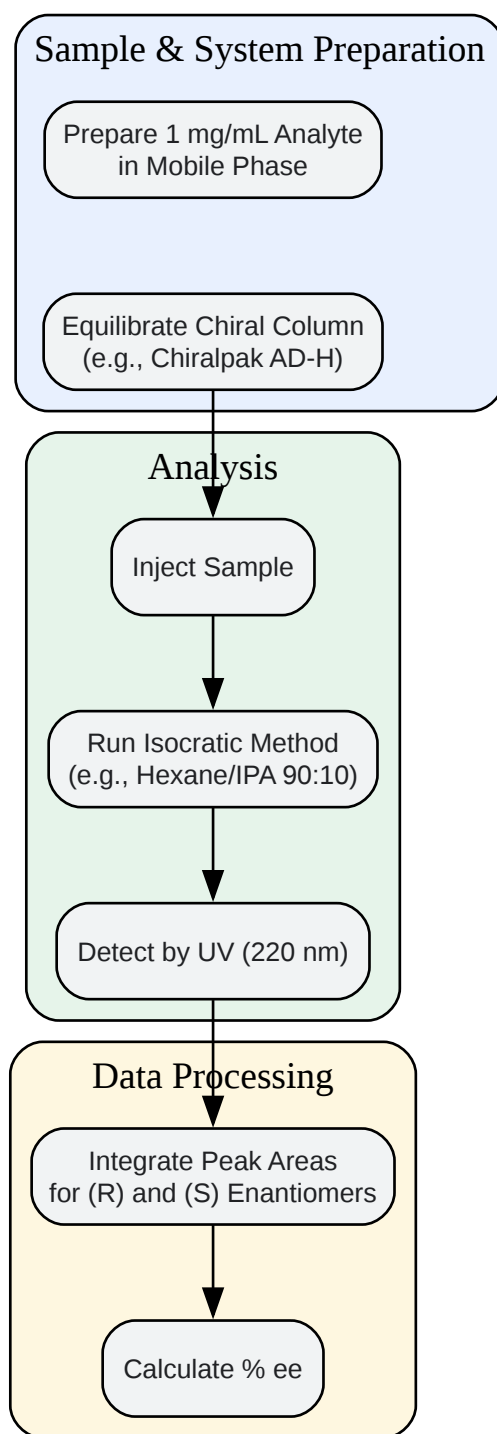 Sample & System Preparation
Prepare 1 mg/mL Analyte
in Mobile Phase
Equilibrate Chiral Column
(e.g., Chiralpak AD-H)
Analysis
Inject Sample
Run Isocratic Method
(e.g., Hexane/IPA 90:10)
Detect by UV (220 nm)
Data Processing
Integrate Peak Areas
for (R) and (S) Enantiomers
Calculate % ee